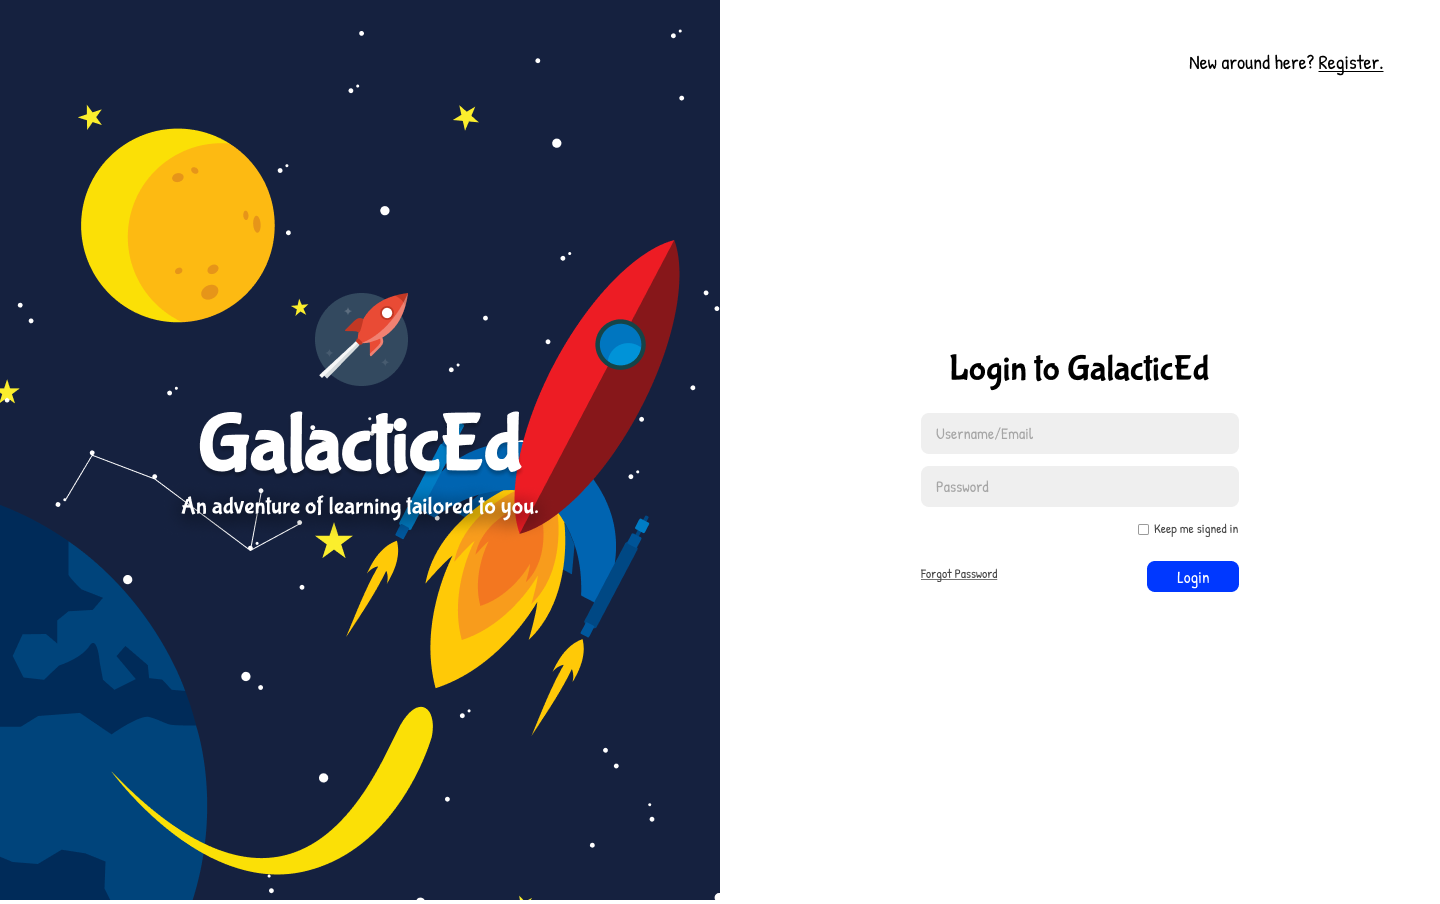 New around here? Register.
GalacticEd
An adventure of learning tailored to you.
Login to GalacticEd
Username/Email
Password
Keep me signed in
Forgot Password
Login